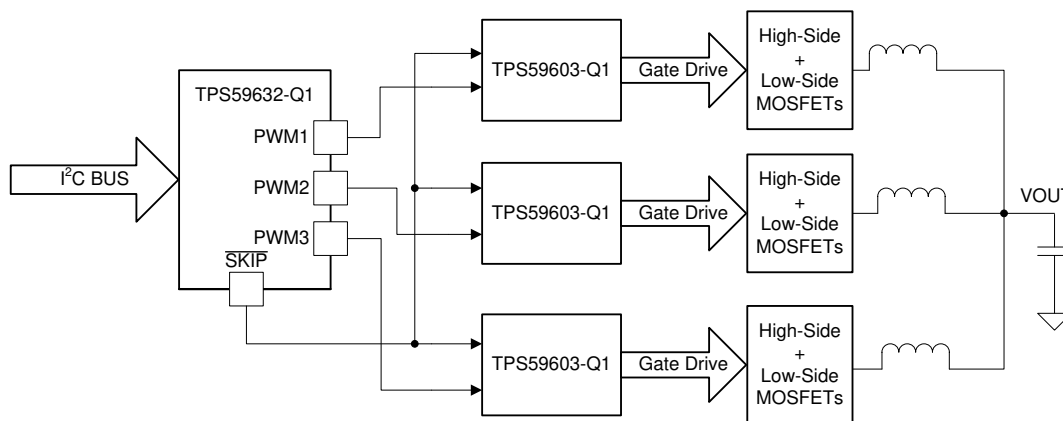 TPS59632-Q1
PWM1
PWM2
PWM3
SKIP
I²C BUS
TPS59603-Q1
Gate Drive
High-Side
+
Low-Side
MOSFETs
TPS59603-Q1
Gate Drive
High-Side
+
Low-Side
MOSFETs
TPS59603-Q1
Gate Drive
High-Side
+
Low-Side
MOSFETs
VOUT